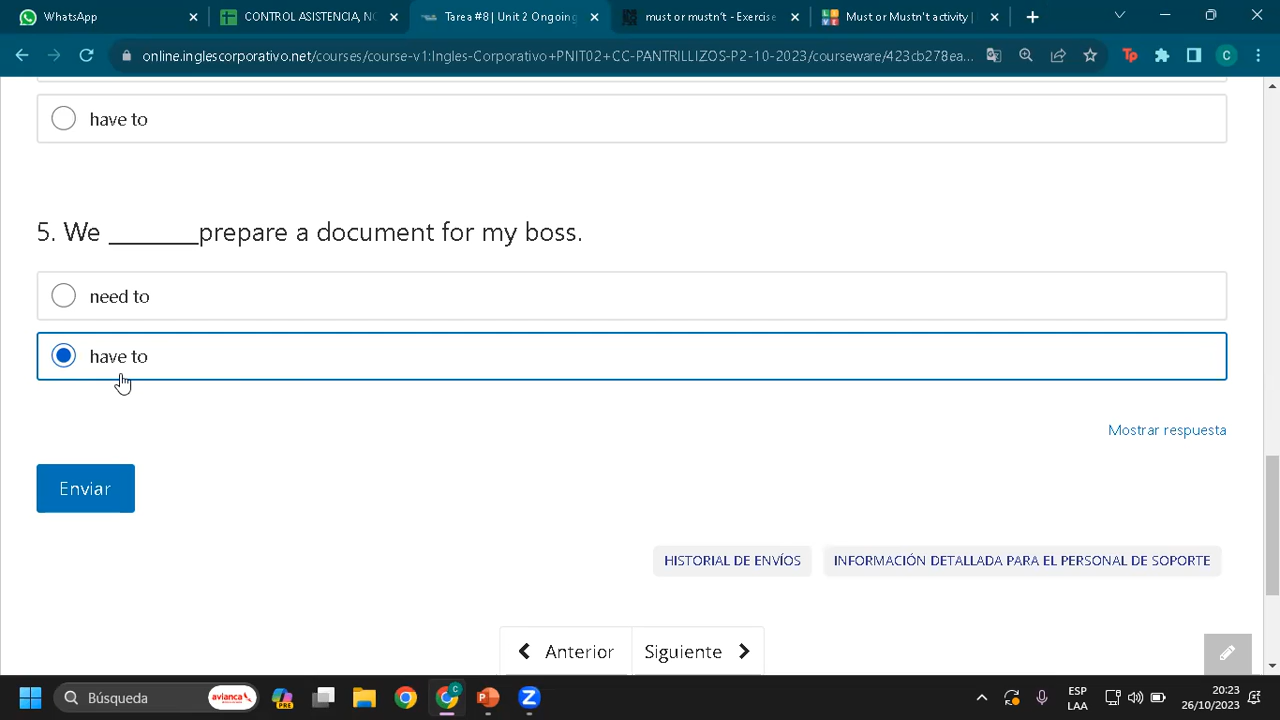 WhatsApp
CONTROL ASISTENCIA, NO
Tarea #8 | Unit 2 Ongoing
must or mustn't - Exercise
Must or Mustn't activity |
online.inglescorporativo.net/courses/course-v1:Ingles-Corporativo+PNIT02+CC-PANTRILLIZOS-P2-10-2023/courseware/423cb278ea...
Tp
C
have to
5. We ________prepare a document for my boss.
need to
have to
Mostrar respuesta
Enviar
HISTORIAL DE ENVÍOS
INFORMACIÓN DETALLADA PARA EL PERSONAL DE SOPORTE
Anterior
Siguiente
Búsqueda
avianca
PRE
C
ESP
LAA
20:23
26/10/2023